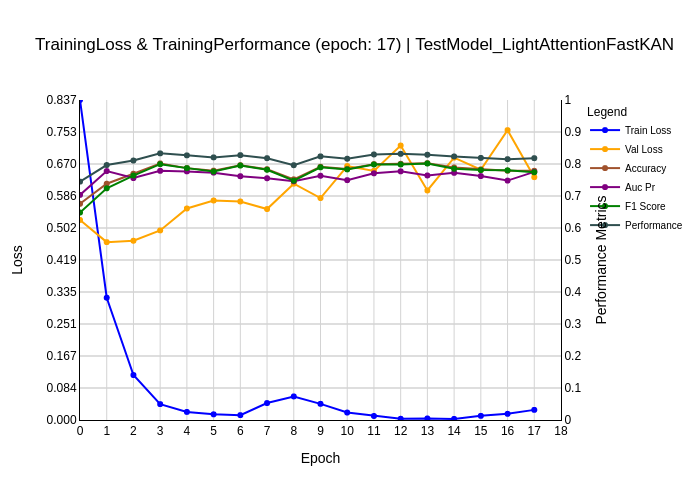 TrainingLoss & TrainingPerformance (epoch: 17) | TestModel_LightAttentionFastKAN
0.837
0.753
0.670
0.586
0.502
0.419
0.335
0.251
0.167
0.084
0.000
Loss
0 1 2 3 4 5 6 7 8 9 10 11 12 13 14 15 16 17 18
Epoch
1
0.9
0.8
0.7
0.6
0.5
0.4
0.3
0.2
0.1
0
Performance Metrics
Legend
Train Loss
Val Loss
Accuracy
Auc Pr
F1 Score
Performance